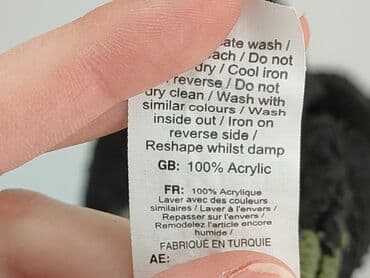 ate wash /
ach / Do not
dry / Cool iron
reverse / Do not
dry clean / Wash with
similar colours / Wash
inside out / Iron on
reverse side /
Reshape whilst damp
GB: 100% Acrylic
FR: 100% Acrylique
Laver avec des couleurs
similaires / Laver à l'envers /
Repasser sur l'envers /
Remodelez l'article encore
humide /
FABRIQUÉ EN TURQUIE
AE: